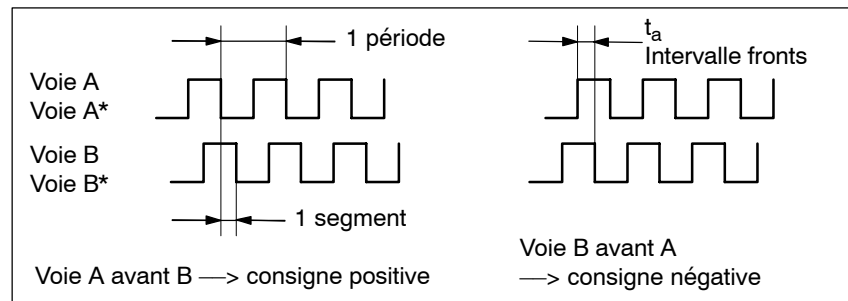 1 période
t_a
Intervalle fronts
Voie A
Voie A*
Voie B
Voie B*
1 segment
Voie A avant B ––> consigne positive
Voie B avant A
––> consigne négative